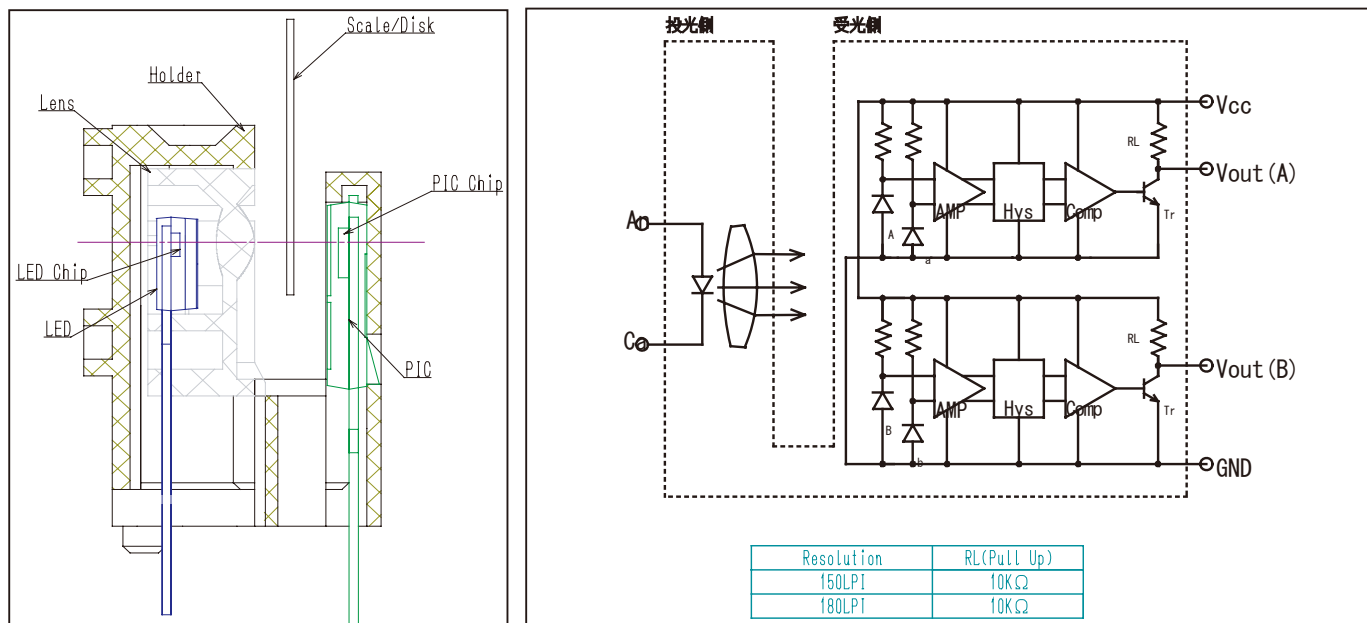 Scale/Disk
Holder
Lens
PIC Chip
LED Chip
LED
PIC
投光側
受光側
Vcc
RL
Vout(A)
AMP
Hys
Comp
Tr
A
a
An
Ca
RL
Vout(B)
AMP
Hys
Comp
Tr
B
b
GND
Resolution RL(Pull Up)
150LPI 10KΩ
180LPI 10KΩ